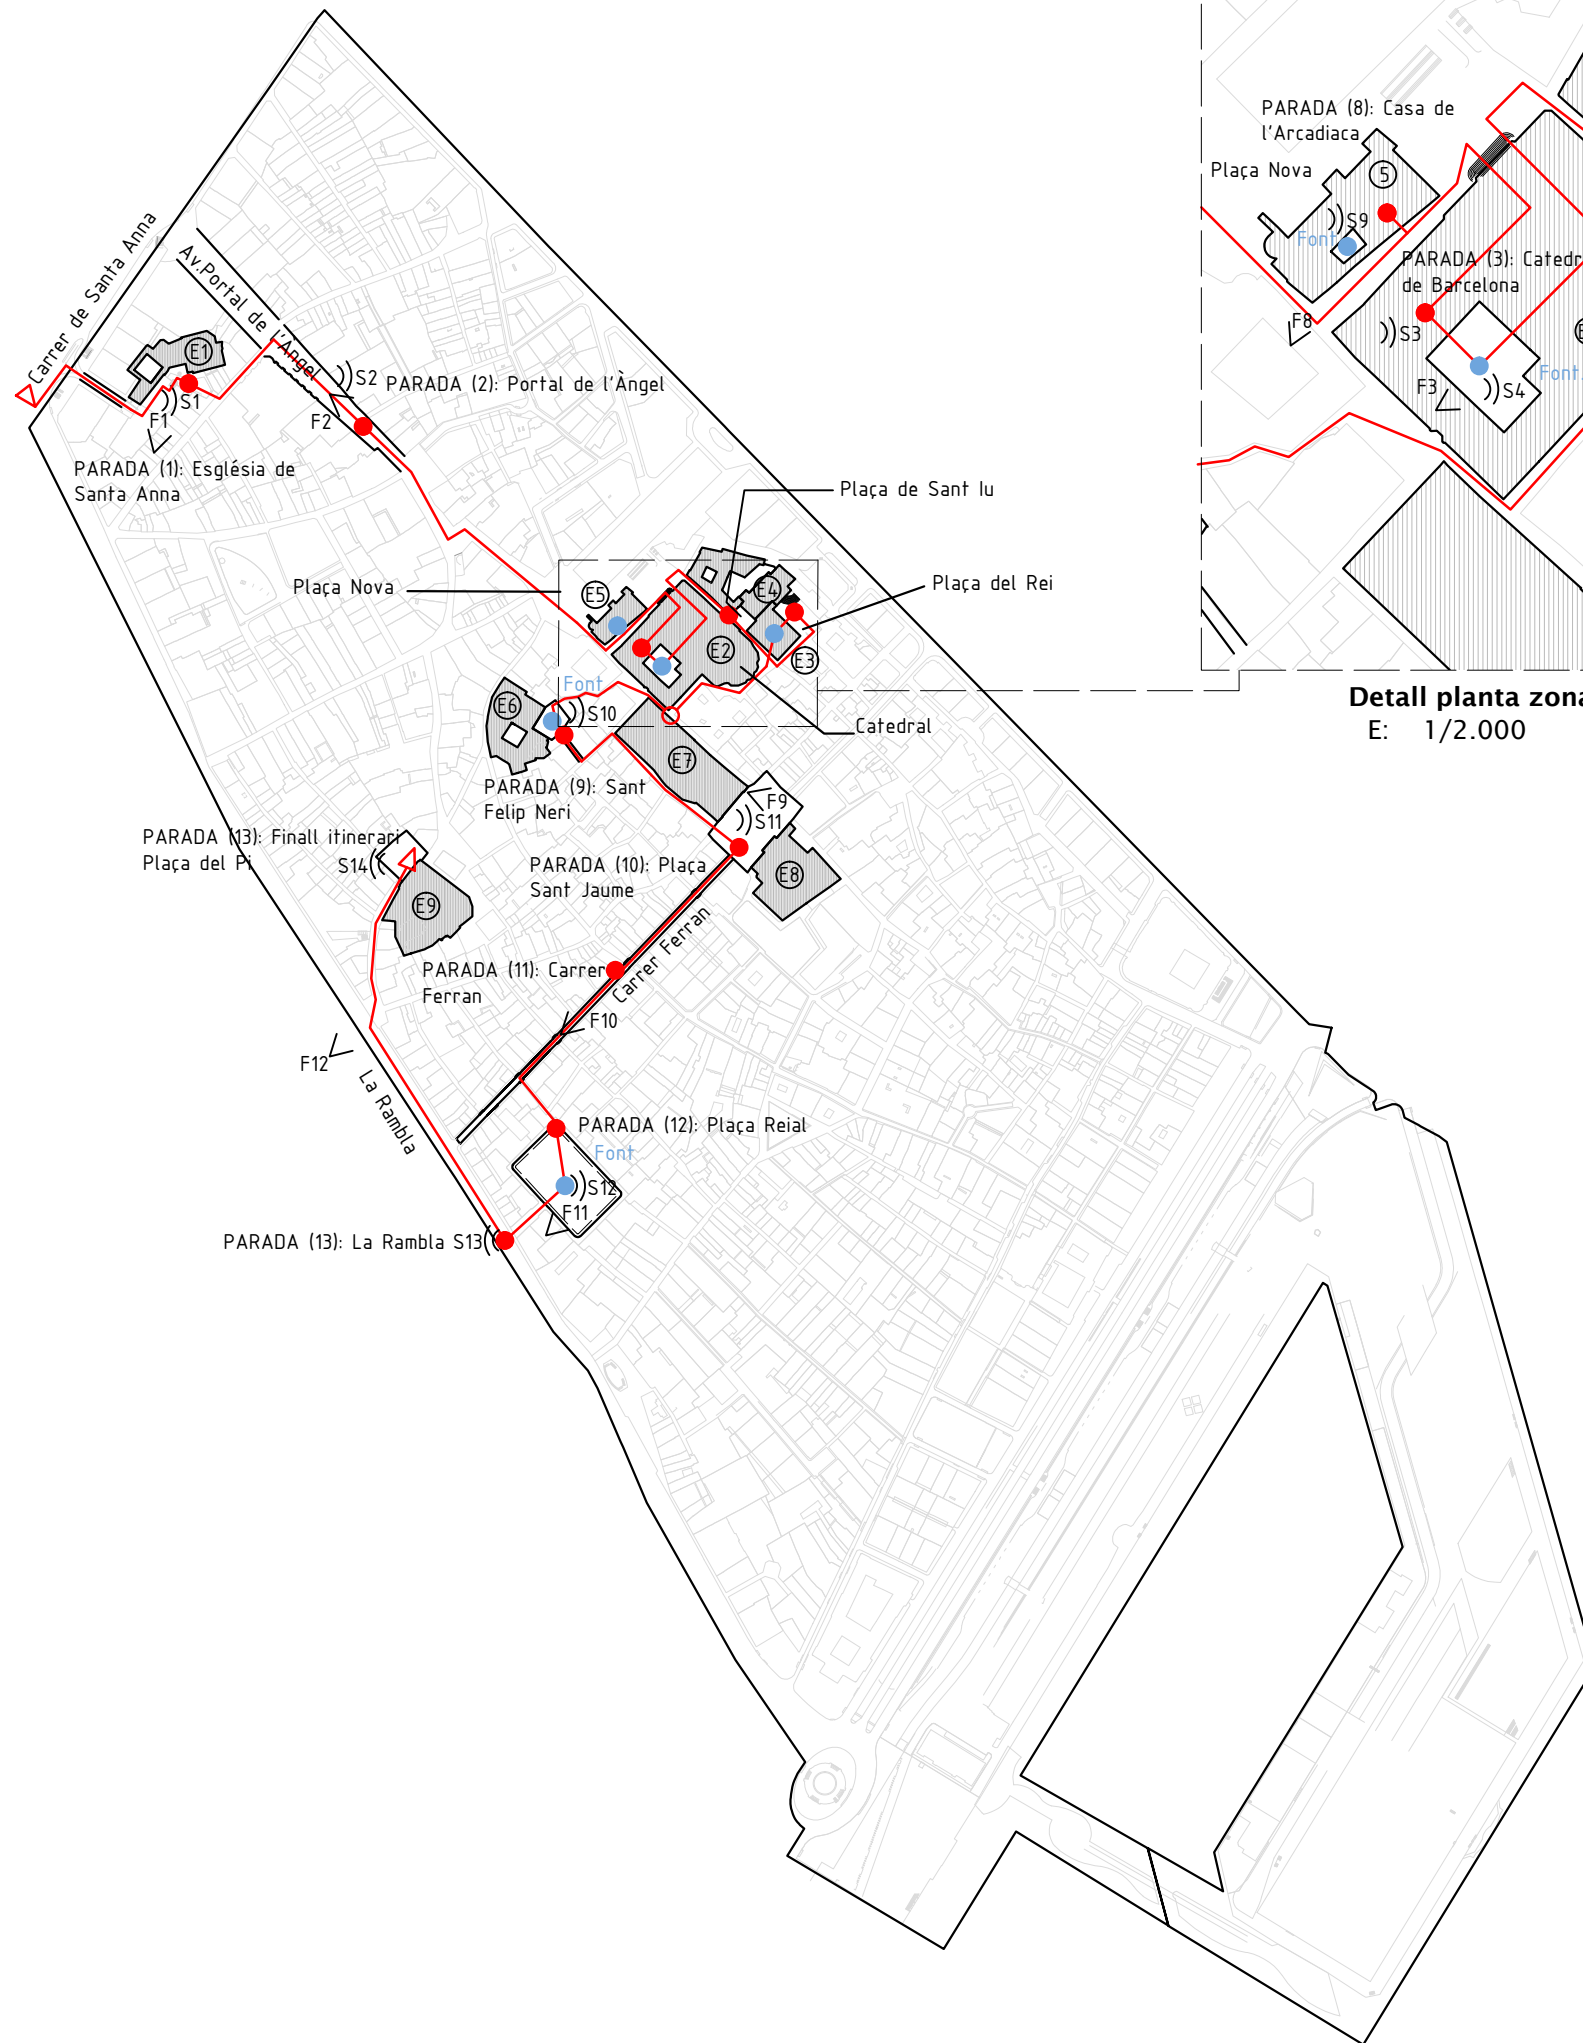 PARADA (8): Casa de
l'Arcadiaca
Plaça Nova
5
S9
Font
PARADA (3): Catedr
de Barcelona
F8
S3
F3
S4
Font
Detall planta zona
E: 1/2.000
Carrer de Santa Anna
Av.Portal de l'Àngel
E1
S1
F1
S2
F2
PARADA (2): Portal de l'Àngel
PARADA (1): Església de
Santa Anna
Plaça de Sant Iu
Plaça Nova
Plaça del Rei
E5
E4
E2
E3
Catedral
Font
E6
S10
E7
PARADA (9): Sant
Felip Neri
F9
S11
PARADA (13): Finall itinerari
Plaça del Pi
S14
PARADA (10): Plaça
Sant Jaume
E8
E9
Carrer Ferran
PARADA (11): Carrer
Ferran
F10
F12
La Rambla
PARADA (12): Plaça Reial
Font
S12
F11
PARADA (13): La Rambla S13